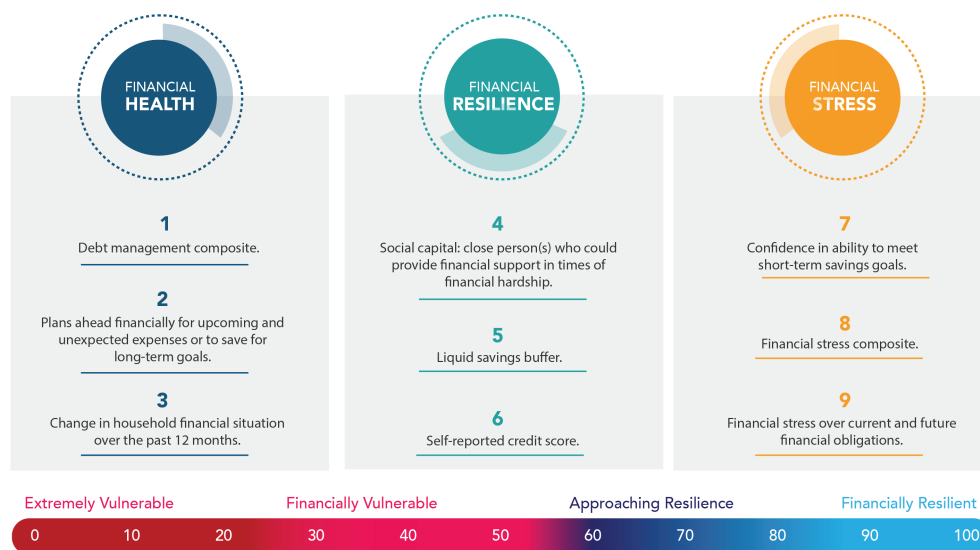 FINANCIAL
HEALTH
1
Debt management composite.
2
Plans ahead financially for upcoming and
unexpected expenses or to save for
long-term goals.
3
Change in household financial situation
over the past 12 months.
FINANCIAL
RESILIENCE
4
Social capital: close person(s) who could
provide financial support in times of
financial hardship.
5
Liquid savings buffer.
6
Self-reported credit score.
FINANCIAL
STRESS
7
Confidence in ability to meet
short-term savings goals.
8
Financial stress composite.
9
Financial stress over current and future
financial obligations.
Extremely Vulnerable Financially Vulnerable Approaching Resilience Financially Resilient
0 10 20 30 40 50 60 70 80 90 100